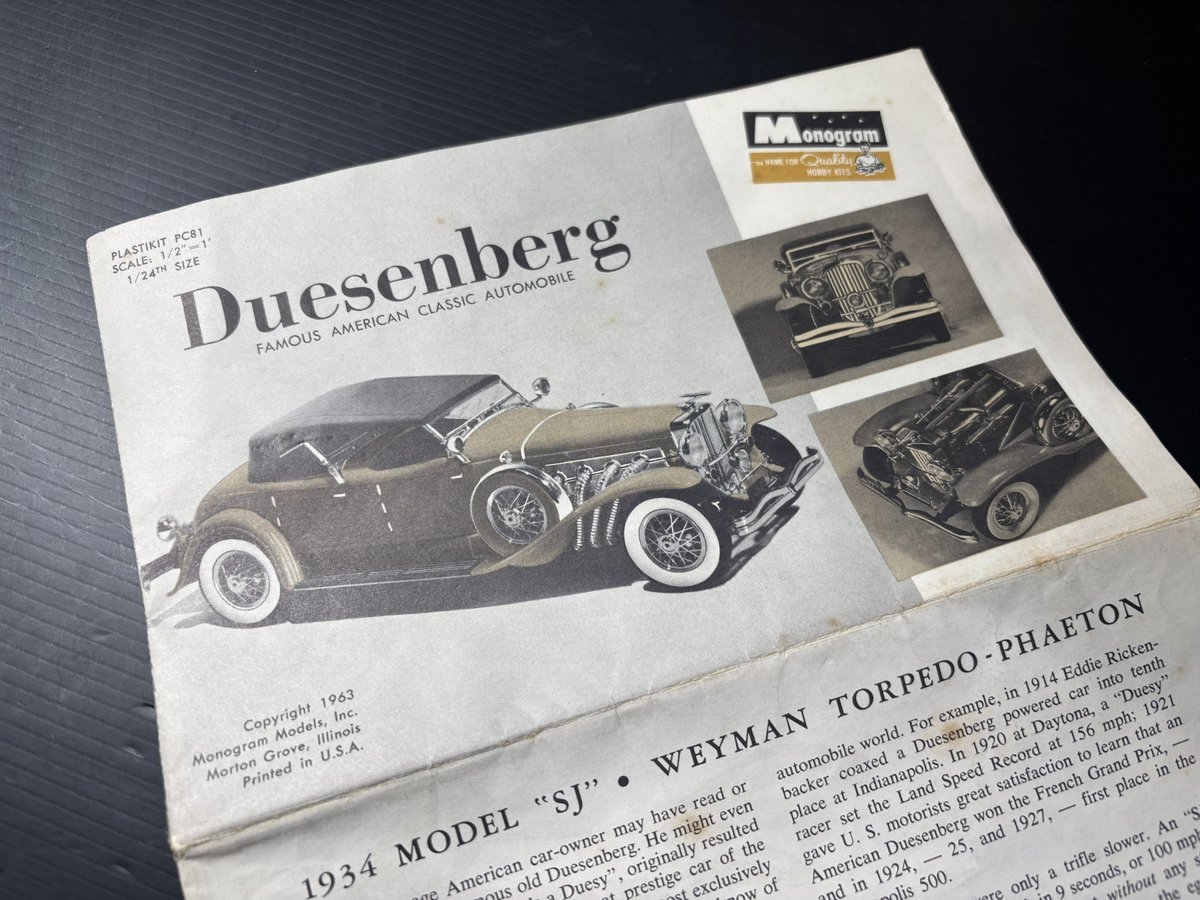 PLASTIKIT PC81
SCALE: 1/2" = 1'
1/24TH SIZE
Duesenberg
FAMOUS AMERICAN CLASSIC AUTOMOBILE
Monogram
THE NAME FOR Quality
HOBBY KITS
Copyright 1963
Monogram Models, Inc.
Morton Grove, Illinois
Printed in U.S.A.
1934 MODEL "SJ" • WEYMAN TORPEDO-PHAETON
American car-owner may have read or
old Duesenberg. He might even
a Duesy", originally resulted
prestige car of the
most exclusively
of
automobile world. For example, in 1914 Eddie Ricken-
backer coaxed a Duesenberg powered car into tenth
place at Indianapolis. In 1920 at Daytona, a "Duesy"
racer set the Land Speed Record at 156 mph; 1921
gave U. S. motorists great satisfaction to learn that an
American Duesenberg won the French Grand Prix, —
and in 1924, — 25, and 1927, — first place in the
500.
were only a trifle slower. An
in 9 seconds, or 100 mph
without any
the